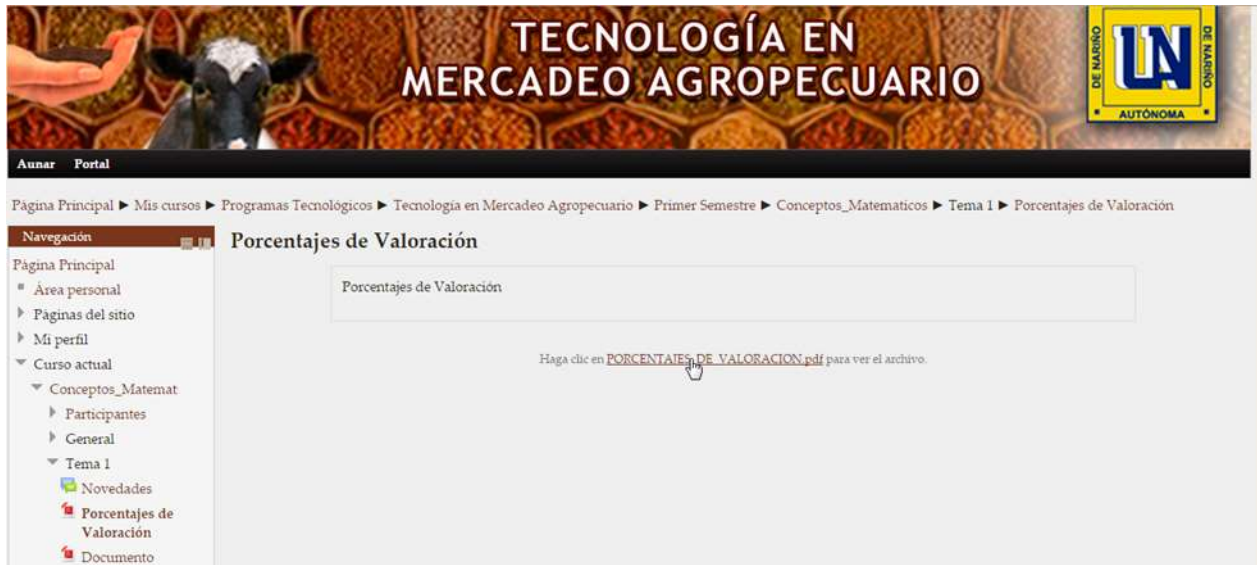 TECNOLOGÍA EN
MERCADEO AGROPECUARIO
DE NARIÑO
UN
DE NARIÑO
AUTÓNOMA
Aunar Portal
Página Principal ► Mis cursos ► Programas Tecnológicos ► Tecnología en Mercadeo Agropecuario ► Primer Semestre ► Conceptos_Matematicos ► Tema 1 ► Porcentajes de Valoración
Navegación
Página Principal
Área personal
Páginas del sitio
Mi perfil
Curso actual
Conceptos_Matemat
Participantes
General
Tema 1
Novedades
Porcentajes de
Valoración
Documento
Porcentajes de Valoración
Porcentajes de Valoración
Haga clic en PORCENTAJES_DE_VALORACION.pdf para ver el archivo.